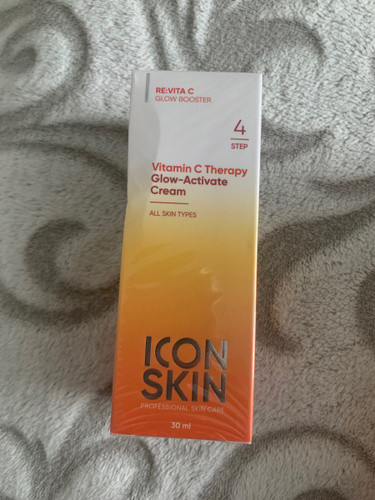 RE:VITA C
GLOW BOOSTER
4
STEP
Vitamin C Therapy
Glow-Activate
Cream
ALL SKIN TYPES
ICON
SKIN
PROFESSIONAL SKIN CARE
30 ml